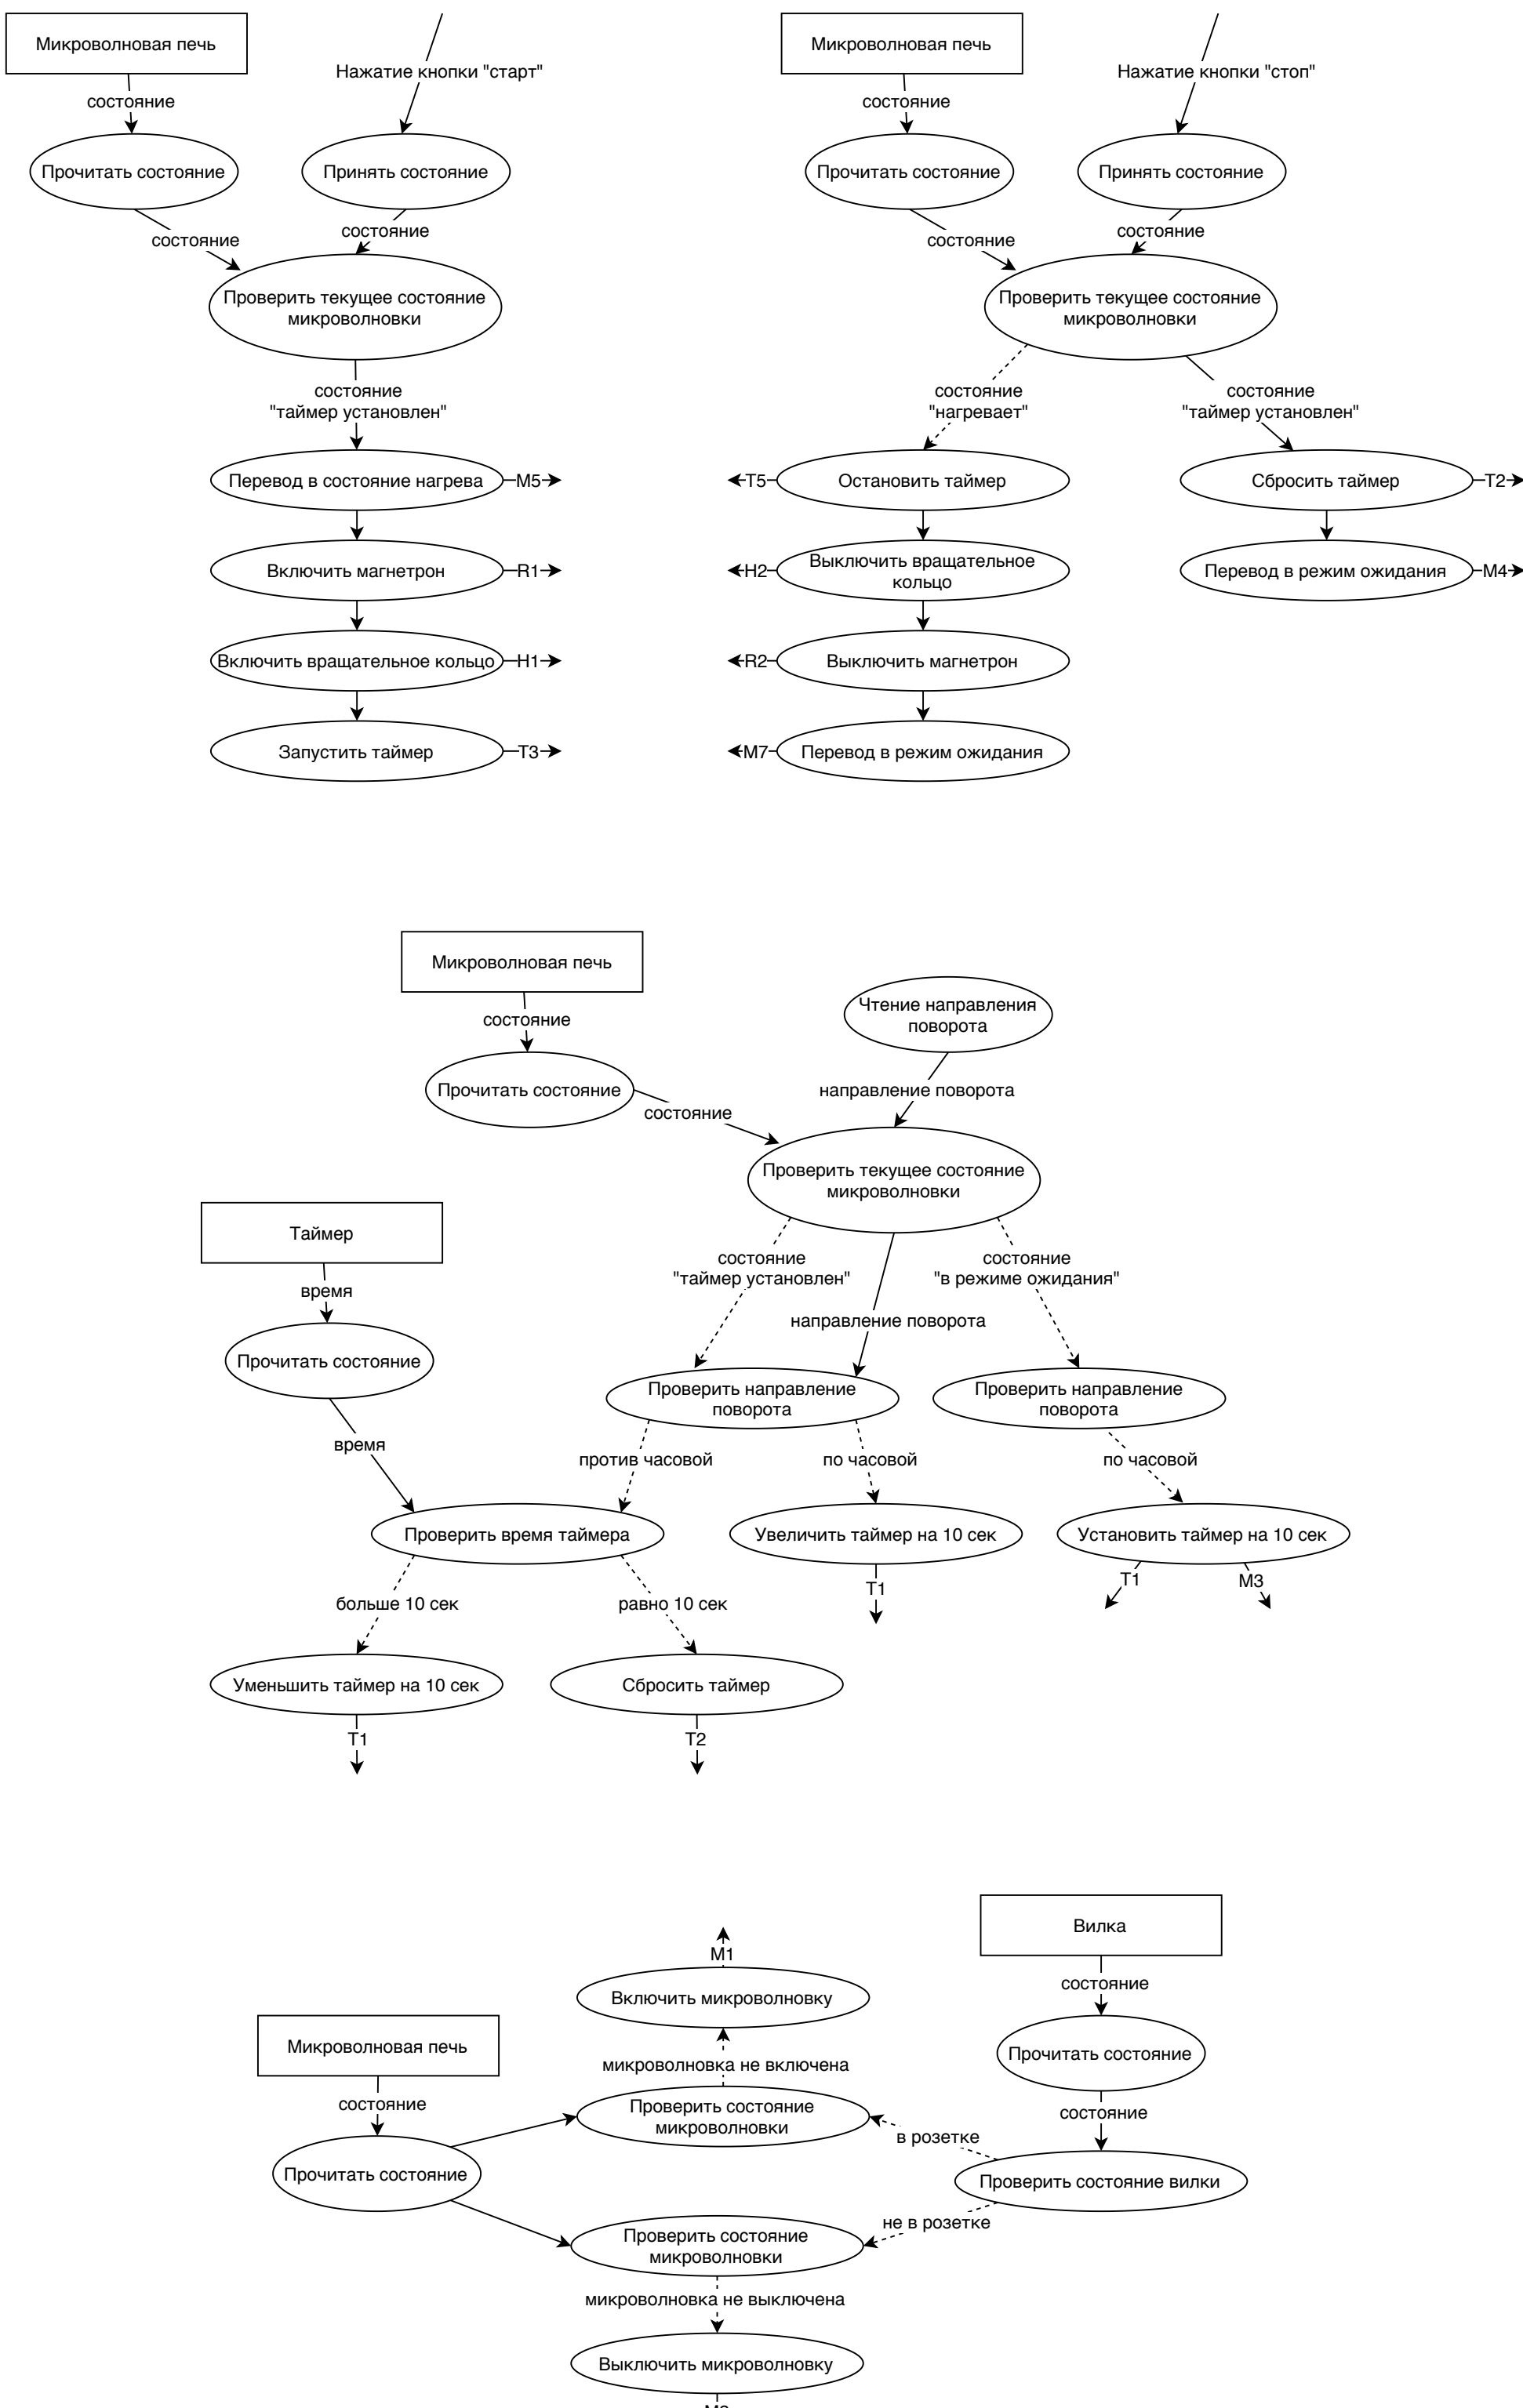 Микроволновая печь
Нажатие кнопки "старт"
состояние
Прочитать состояние
Принять состояние
состояние
состояние
Проверить текущее состояние
микроволновки
состояние
"таймер установлен"
Перевод в состояние нагрева
M5
Включить магнетрон
R1
Включить вращательное кольцо
H1
Запустить таймер
T3
Микроволновая печь
Нажатие кнопки "стоп"
состояние
Прочитать состояние
Принять состояние
состояние
состояние
Проверить текущее состояние
микроволновки
состояние
"нагревает"
состояние
"таймер установлен"
T5
Остановить таймер
Сбросить таймер
T2
H2
Выключить вращательное
кольцо
Перевод в режим ожидания
M4
R2
Выключить магнетрон
M7
Перевод в режим ожидания
Микроволновая печь
Чтение направления
поворота
состояние
Прочитать состояние
направление поворота
состояние
Проверить текущее состояние
микроволновки
Таймер
состояние
"таймер установлен"
состояние
"в режиме ожидания"
время
направление поворота
Прочитать состояние
Проверить направление
поворота
Проверить направление
поворота
время
против часовой
по часовой
по часовой
Проверить время таймера
Увеличить таймер на 10 сек
Установить таймер на 10 сек
T1
T1
M3
больше 10 сек
равно 10 сек
Уменьшить таймер на 10 сек
Сбросить таймер
T1
T2
Вилка
M1
состояние
Включить микроволновку
Микроволновая печь
Прочитать состояние
микроволновка не включена
состояние
состояние
Проверить состояние
микроволновки
в розетке
Прочитать состояние
Проверить состояние вилки
не в розетке
Проверить состояние
микроволновки
микроволновка не выключена
Выключить микроволновку